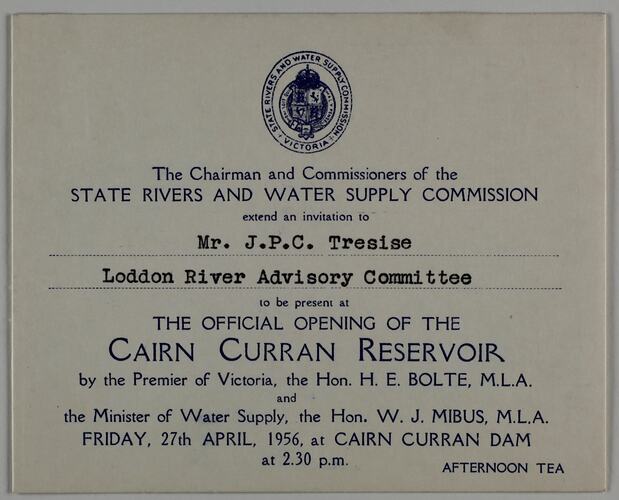 STATE RIVERS AND WATER SUPPLY COMMISSION
VICTORIA
The Chairman and Commissioners of the
STATE RIVERS AND WATER SUPPLY COMMISSION
extend an invitation to
Mr. J.P.C. Tresise
Loddon River Advisory Committee
to be present at
THE OFFICIAL OPENING OF THE
CAIRN CURRAN RESERVOIR
by the Premier of Victoria, the Hon. H. E. BOLTE, M.L.A.
and
the Minister of Water Supply, the Hon. W. J. MIBUS, M.L.A.
FRIDAY, 27th APRIL, 1956, at CAIRN CURRAN DAM
at 2.30 p.m.
AFTERNOON TEA